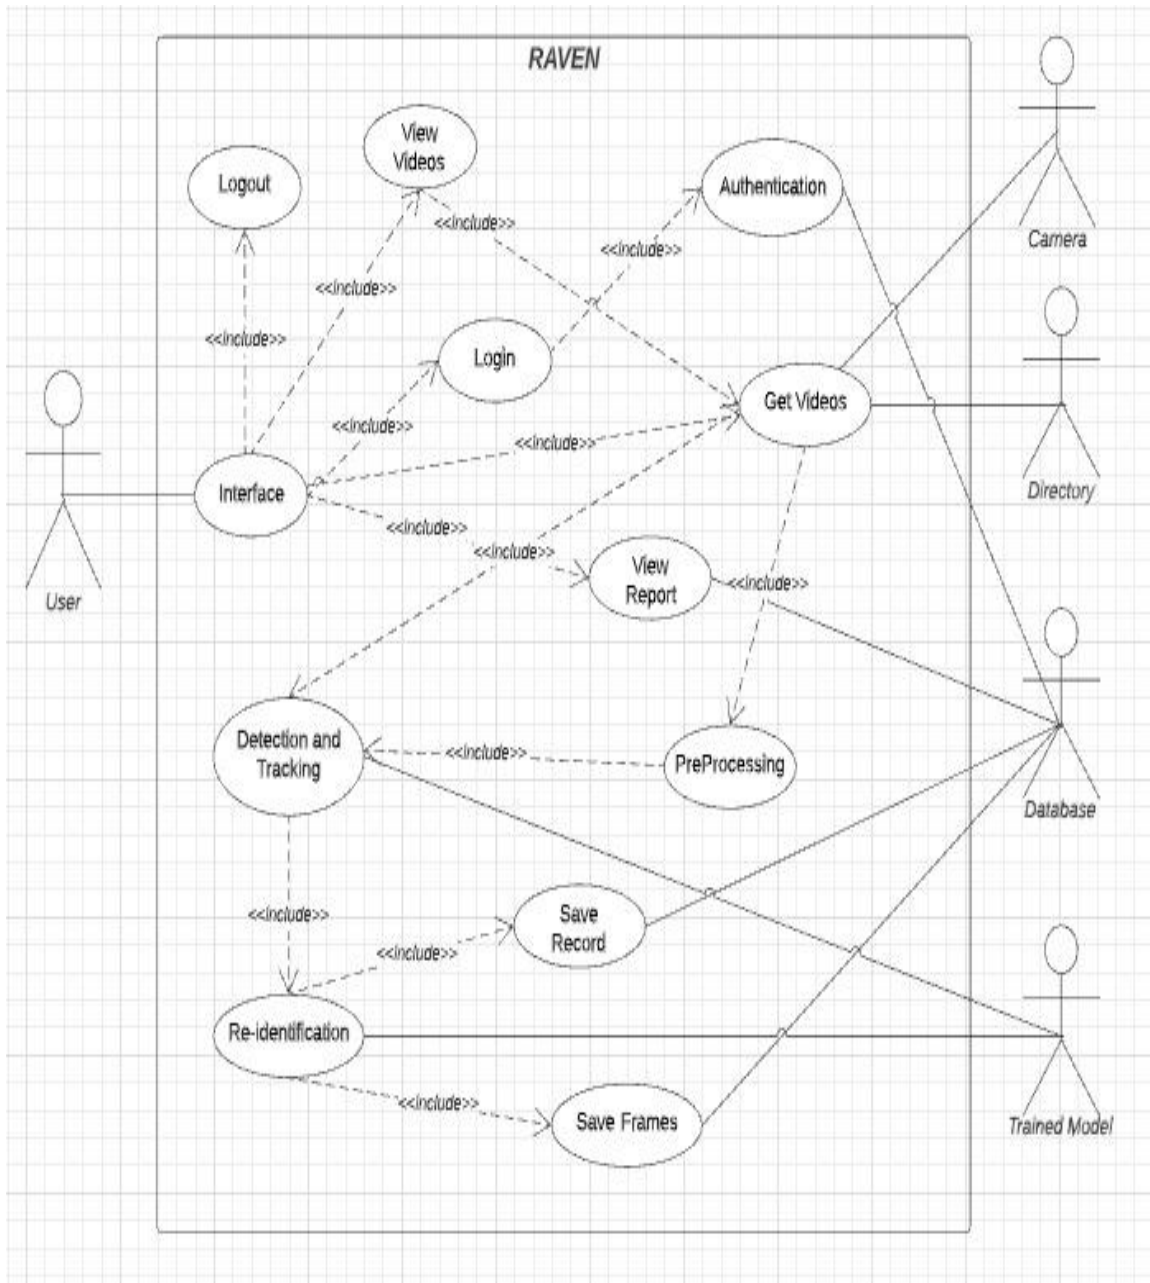 RAVEN
View
Videos
Logout
Authentication
<<include>>
<<include>>
Camera
<<include>>
<<include>>
Login
Get Videos
<<include>>
<<include>>
Interface
Directory
<<include>>
<<include>>
View
Report
<<include>>
User
Detection and
Tracking
<<include>>
PreProcessing
Database
Save
Record
<<include>>
<<include>>
Re-identification
<<include>>
Save Frames
Trained Model